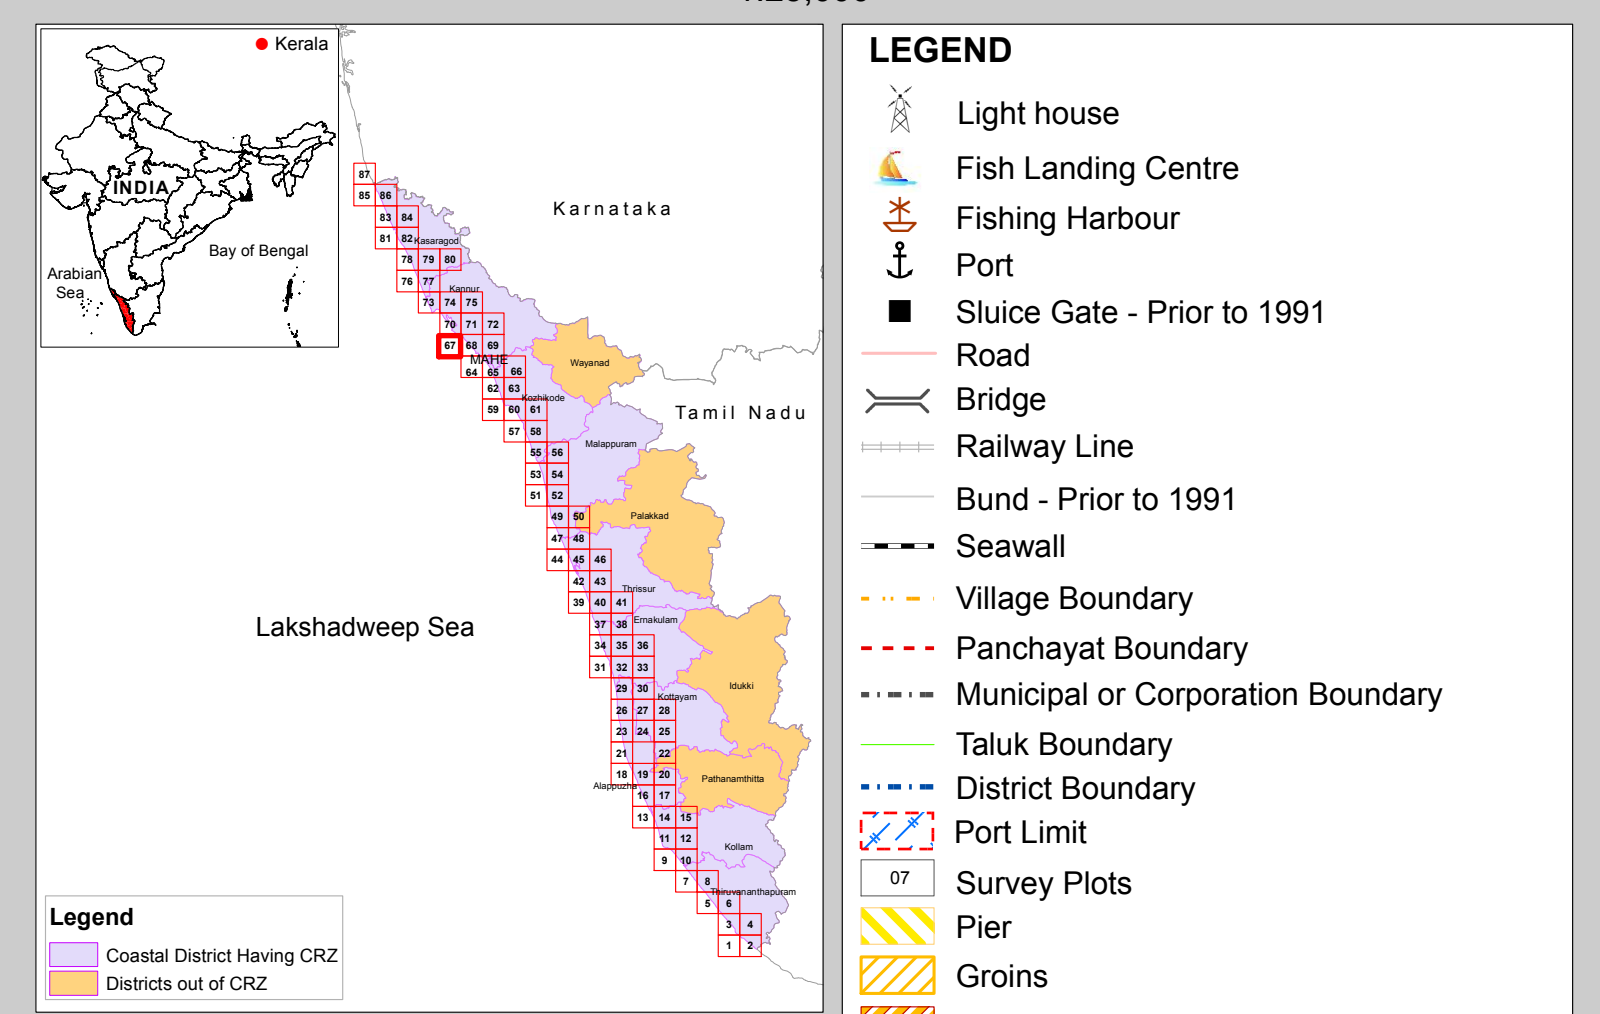 Kerala
INDIA
Bay of Bengal
Arabian
Sea
Karnataka
Tamil Nadu
Lakshadweep Sea
87
85 86
83 84
81 82
Kasaragod
78 79 80
76 77
Kannur
73 74 75
70 71 72
67 68 69
MAHE
Wayanad
64 65 66
62 63
Kozhikode
59 60 61
57 58
Malappuram
55 56
53 54
51 52
49 50
Palakkad
47 48
44 45 46
42 43
Thrissur
39 40 41
Ernakulam
37 38
34 35 36
31 32 33
29 30
Idukki
Kottayam
26 27 28
23 24 25
21 22
18 19 20
Pathanamthitta
Alappuzha
16 17
13 14 15
11 12
Kollam
9 10
7 8
Thiruvananthapuram
5 6
3 4
1 2
Legend
Coastal District Having CRZ
Districts out of CRZ
LEGEND
Light house
Fish Landing Centre
Fishing Harbour
Port
Sluice Gate - Prior to 1991
Road
Bridge
Railway Line
Bund - Prior to 1991
Seawall
Village Boundary
Panchayat Boundary
Municipal or Corporation Boundary
Taluk Boundary
District Boundary
Port Limit
07 Survey Plots
Pier
Groins